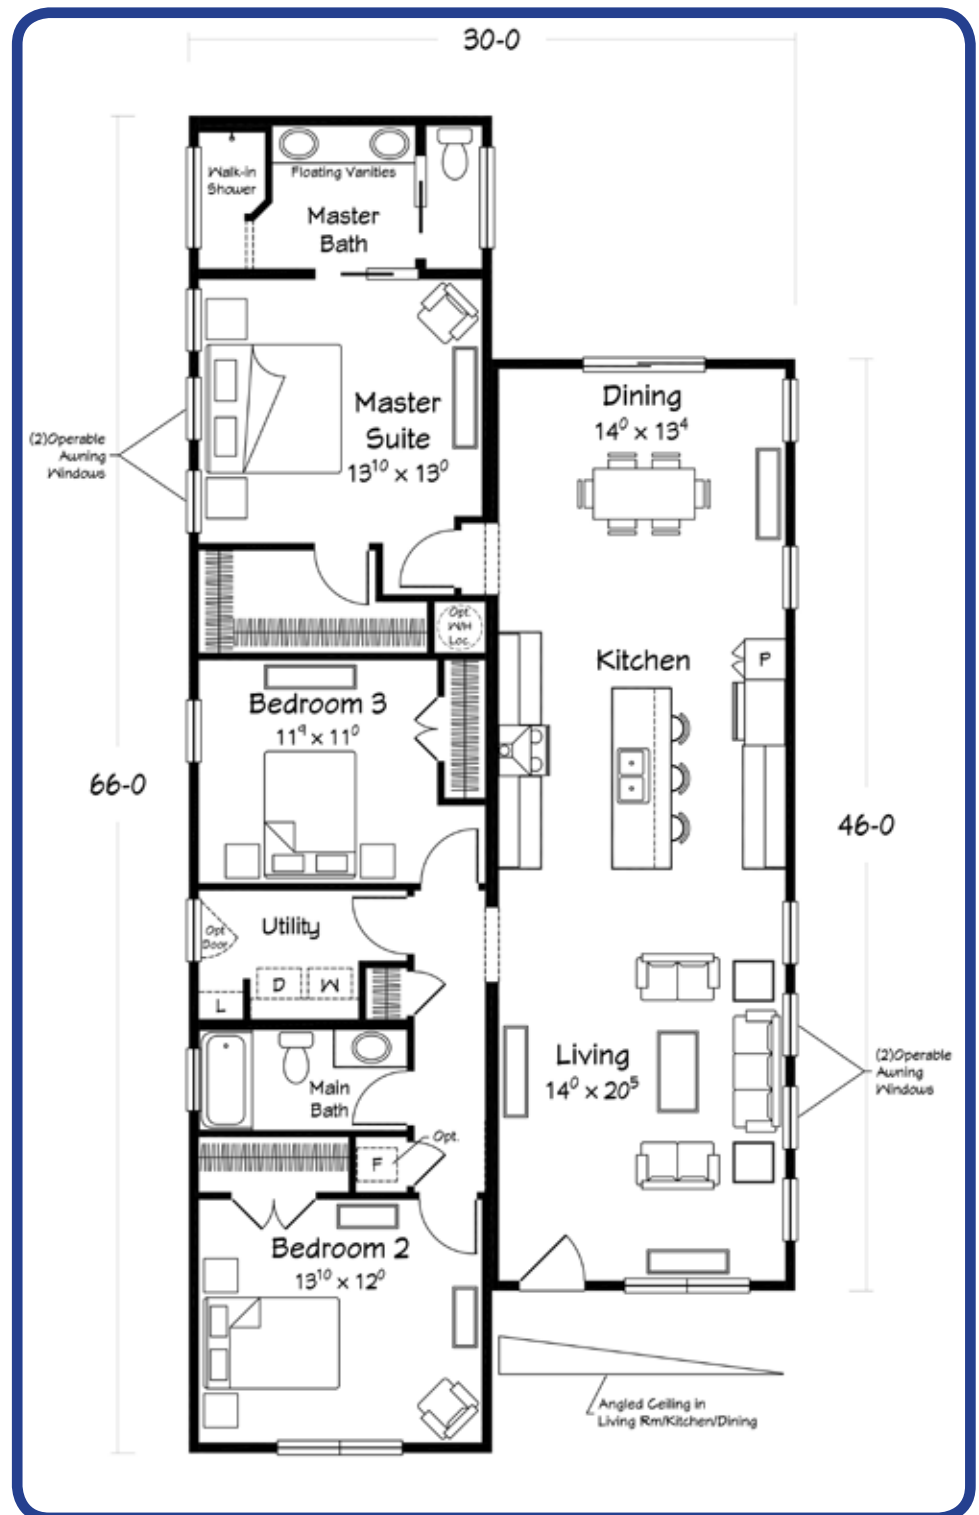 30-0
Walk-in
Shower
Floating Vanities
Master
Bath
Master
Suite
13¹⁰ x 13⁰
(2)Operable
Awning
Windows
Dining
14⁰ x 13⁴
Opt.
W/H
Loc.
Kitchen
P
Bedroom 3
11⁹ x 11⁰
66-0
46-0
Opt
Door
Utility
D
W
L
Living
14⁰ x 20⁵
(2)Operable
Awning
Windows
Main
Bath
Opt.
F
Bedroom 2
13¹⁰ x 12⁰
Angled Ceiling in
Living Rm/Kitchen/Dining